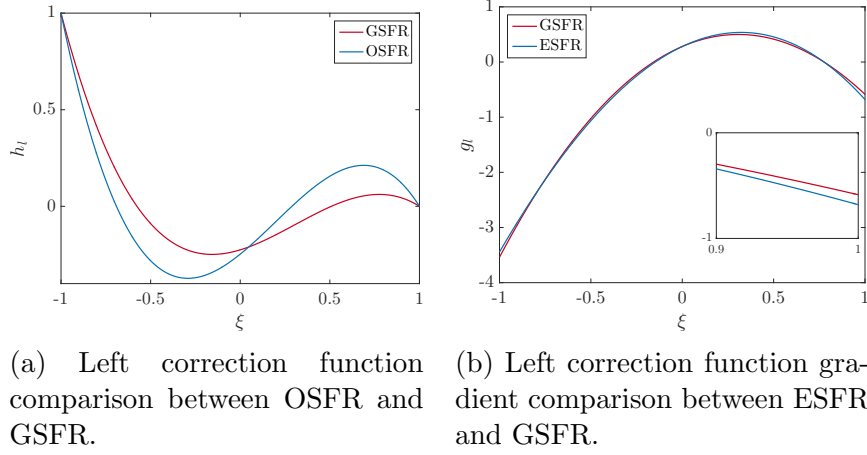 1
0.5
0
-1
-0.5
0
0.5
1
h_l
ξ
GSFR
OSFR
1
0
-1
-2
-3
-4
-1
-0.5
0
0.5
1
g_l
ξ
GSFR
ESFR
0
-1
0.9
1
(a) Left correction function
comparison between OSFR and
GSFR.
(b) Left correction function gra-
dient comparison between ESFR
and GSFR.